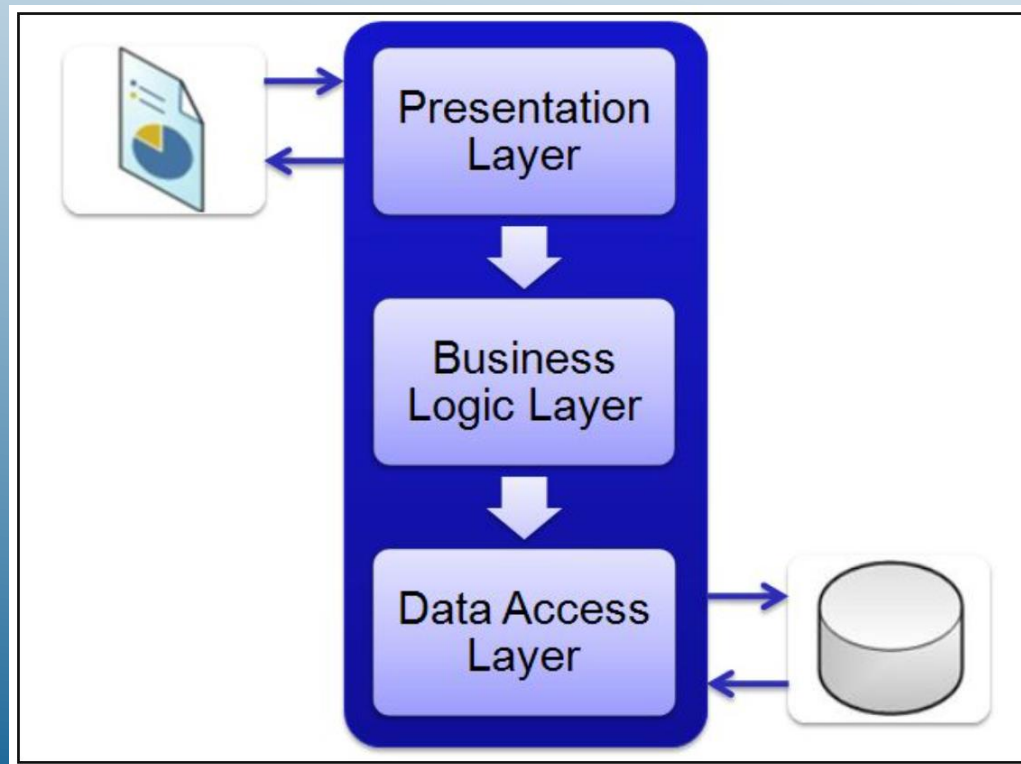 Presentation
Layer
Business
Logic Layer
Data Access
Layer